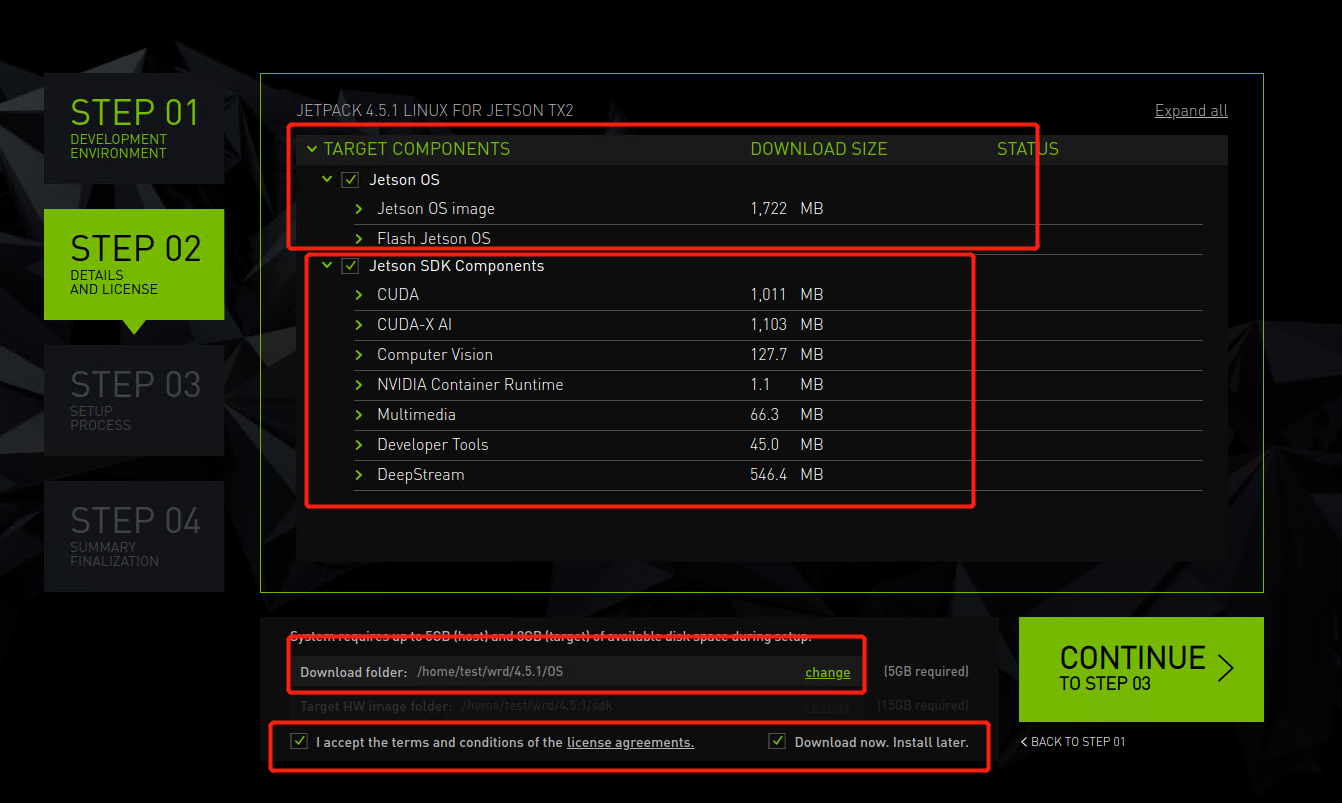 STEP 01
DEVELOPMENT
ENVIRONMENT
STEP 02
DETAILS
AND LICENSE
STEP 03
SETUP
PROCESS
STEP 04
SUMMARY
FINALIZATION
JETPACK 4.5.1 LINUX FOR JETSON TX2 Expand all
TARGET COMPONENTS DOWNLOAD SIZE STATUS
Jetson OS
Jetson OS image 1,722 MB
Flash Jetson OS
Jetson SDK Components
CUDA 1,011 MB
CUDA-X AI 1,103 MB
Computer Vision 127.7 MB
NVIDIA Container Runtime 1.1 MB
Multimedia 66.3 MB
Developer Tools 45.0 MB
DeepStream 546.4 MB
System requires up to 5GB (host) and 8GB (target) of available disk space during setup.
Download folder: /home/test/wrd/4.5.1/OS change (5GB required)
Target HW image folder: /home/test/wrd/4.5.1/sdk change (15GB required)
I accept the terms and conditions of the license agreements. Download now. Install later.
CONTINUE
TO STEP 03
< BACK TO STEP 01